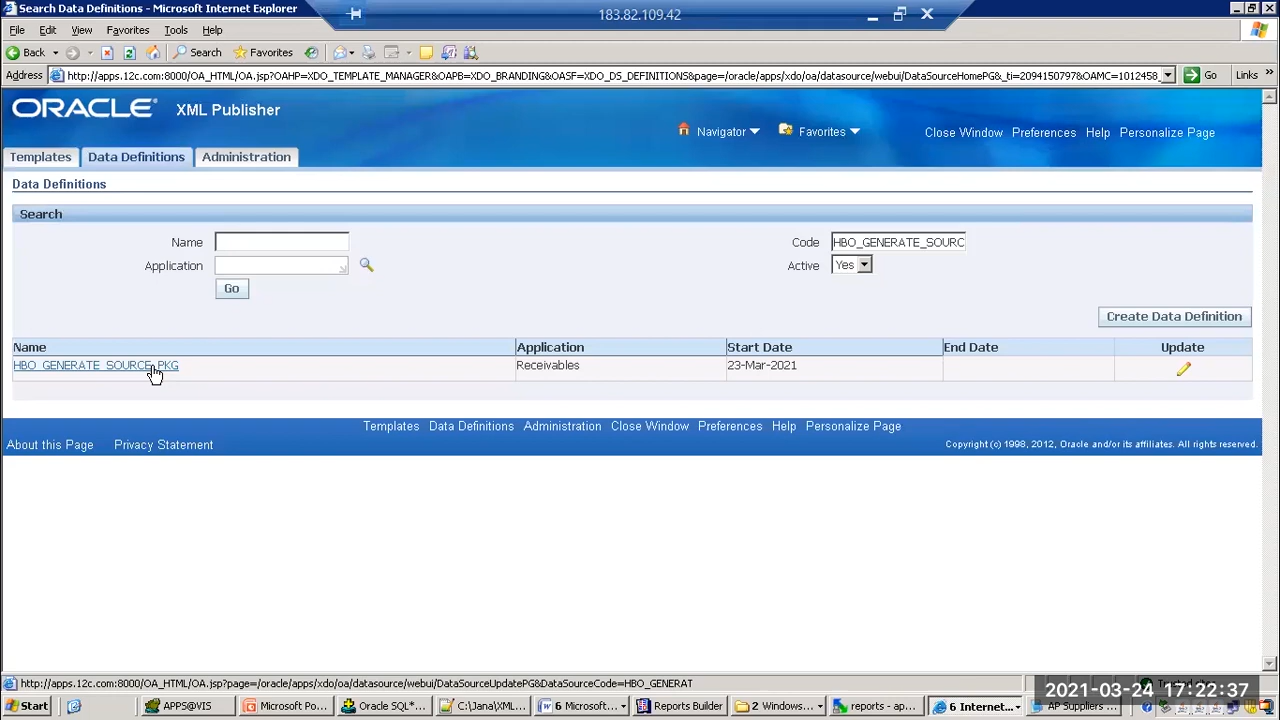 Search Data Definitions - Microsoft Internet Explorer
183.82.109.42
File Edit View Favorites Tools Help
Back Search Favorites
Address http://apps.12c.com:8000/OA_HTML/OA.jsp?OAHP=XDO_TEMPLATE_MANAGER&OAPB=XDO_BRANDING&OASF=XDO_DS_DEFINITIONS&page=/oracle/apps/xdo/oa/datasource/webui/DataSourceHomePG&_ti=2094150797&OAMC=1012458_ Go Links
ORACLE XML Publisher
Navigator Favorites Close Window Preferences Help Personalize Page
Templates Data Definitions Administration
Data Definitions
Search
Name Code HBO_GENERATE_SOURC
Application Active Yes
Go
Create Data Definition
Name Application Start Date End Date Update
HBO_GENERATE_SOURCE_PKG Receivables 23-Mar-2021
Templates Data Definitions Administration Close Window Preferences Help Personalize Page
About this Page Privacy Statement Copyright (c) 1998, 2012, Oracle and/or its affiliates. All rights reserved.
http://apps.12c.com:8000/OA_HTML/OA.jsp?page=/oracle/apps/xdo/oa/datasource/webui/DataSourceUpdatePG&DataSourceCode=HBO_GENERAT
2021-03-24 17:22:37
Start APPS@VIS Microsoft Po... Oracle SQL*... C:\Java\XML... 6 Microsoft... Reports Builder 2 Windows... reports - ap... 6 Internet... AP Suppliers